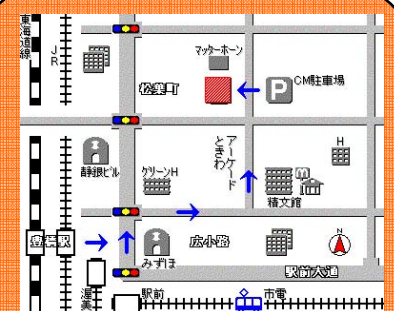 東海道線
JR
マッターホーン
松葉町
P CM駐車場
アーケード
ときわ
H
静銀ビル
グリーンH
m
精文館
豊橋駅
広小路
N
みずほ
駅前大通
渥美
駅前
市電